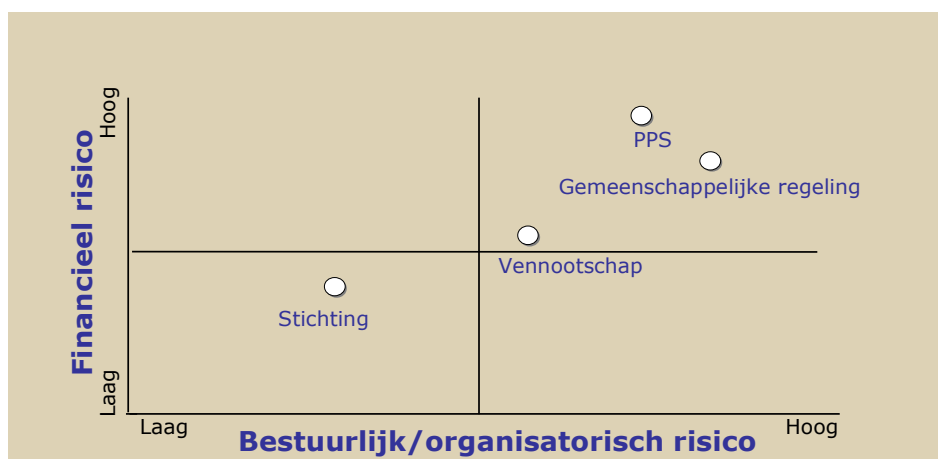 Hoog
Financieel risico
Laag
PPS
Gemeenschappelijke regeling
Vennootschap
Stichting
Laag
Hoog
Bestuurlijk/organisatorisch risico